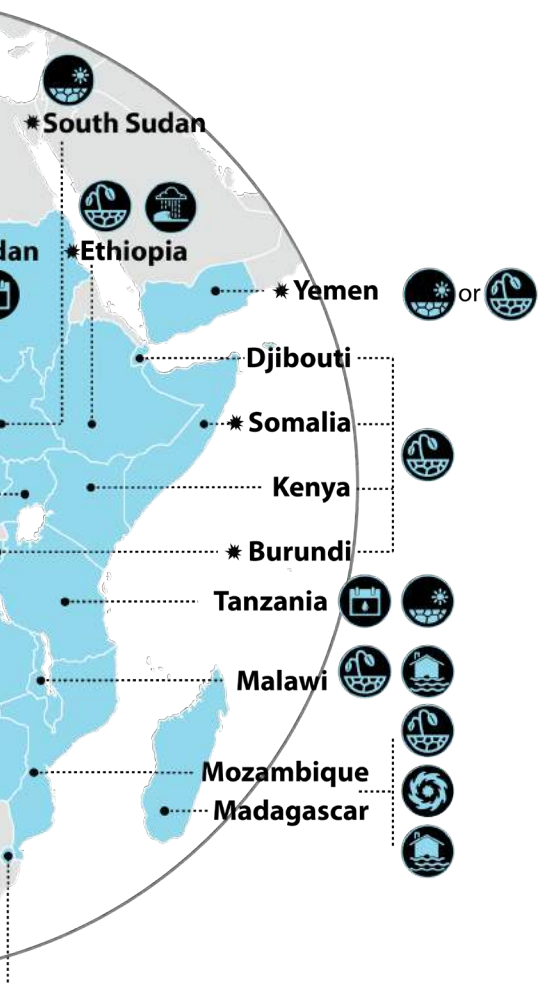 ✷South Sudan
dan
✷Ethiopia
✷Yemen
or
Djibouti
✷Somalia
Kenya
✷Burundi
Tanzania
Malawi
Mozambique
Madagascar